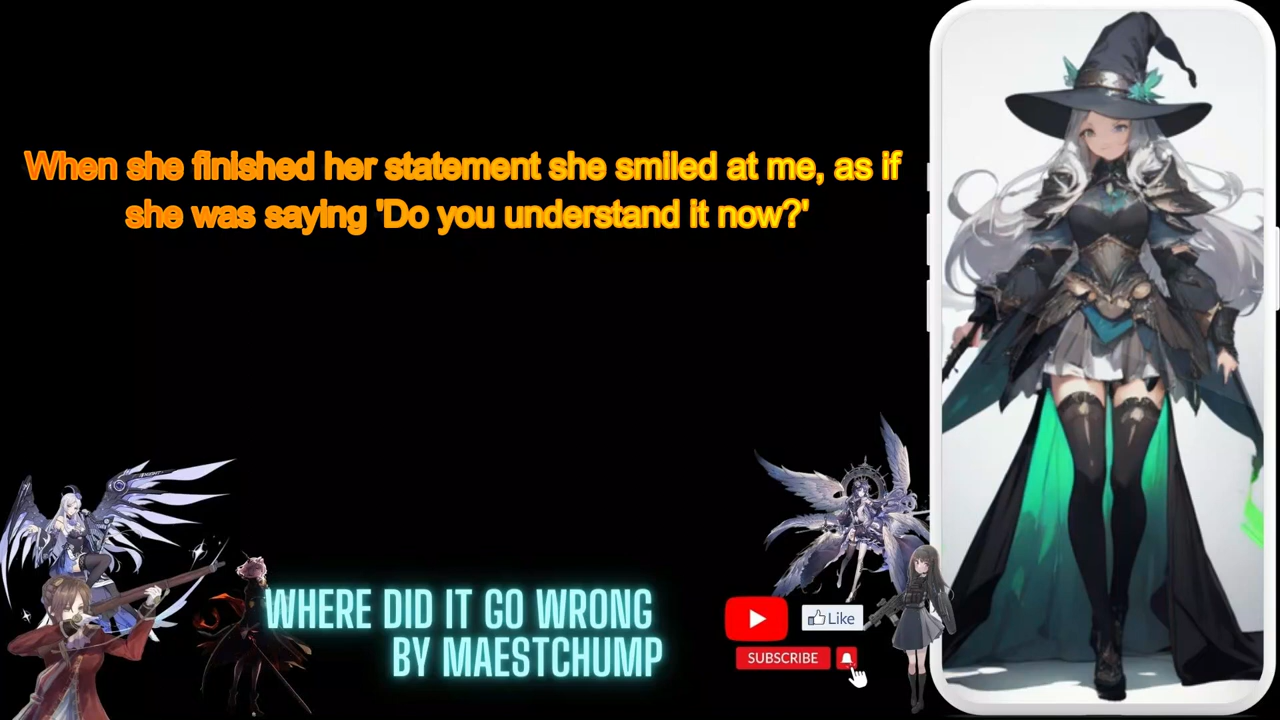 When she finished her statement she smiled at me, as if
she was saying 'Do you understand it now?'
WHERE DID IT GO WRONG
BY MAESTCHUMP
Like
SUBSCRIBE